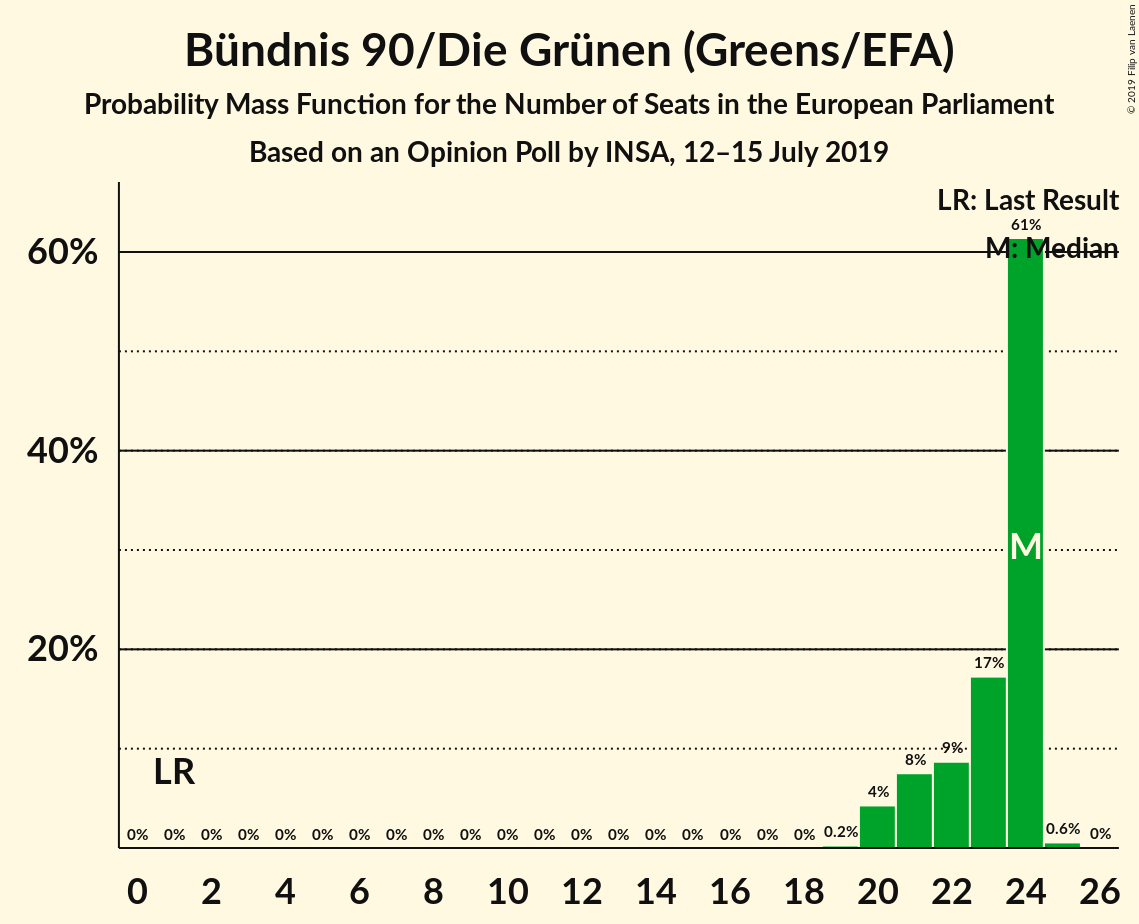 Bündnis 90/Die Grünen (Greens/EFA)
Probability Mass Function for the Number of Seats in the European Parliament
Based on an Opinion Poll by INSA, 12–15 July 2019
© 2019 Filip van Laenen
LR: Last Result
61%
M: Median
60%
40%
M
20%
17%
9%
8%
LR
4%
0% 0% 0% 0% 0% 0% 0% 0% 0% 0% 0% 0% 0% 0% 0% 0% 0% 0% 0% 0.2% 0.6% 0%
0 2 4 6 8 10 12 14 16 18 20 22 24 26